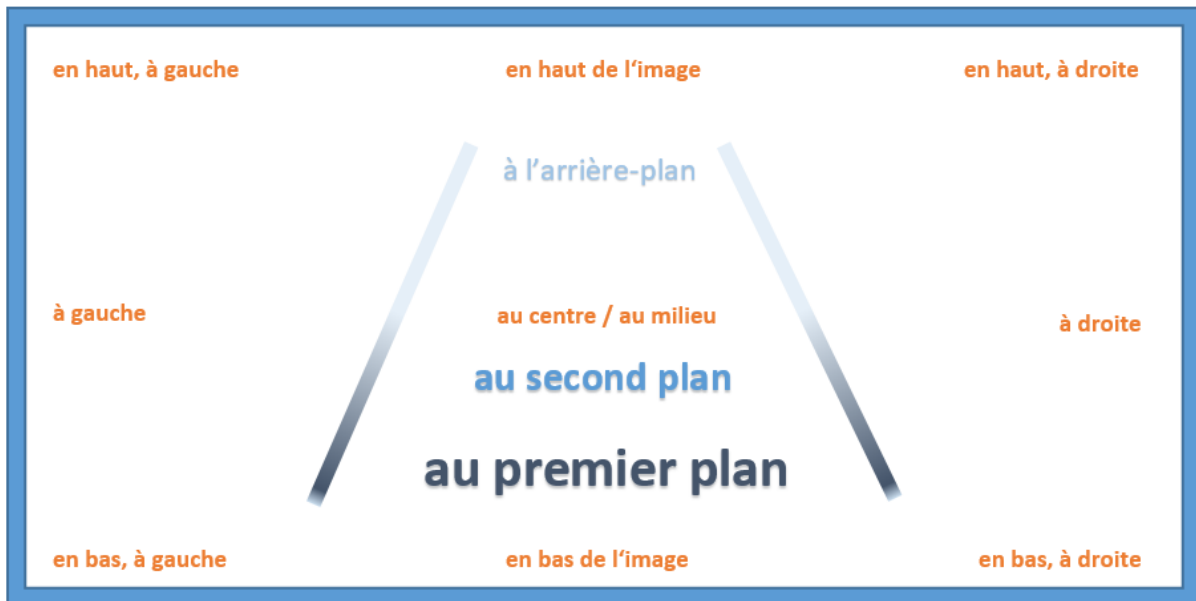 en haut, à gauche
en haut de l‘image
en haut, à droite
à l’arrière-plan
à gauche
au centre / au milieu
à droite
au second plan
au premier plan
en bas, à gauche
en bas de l‘image
en bas, à droite